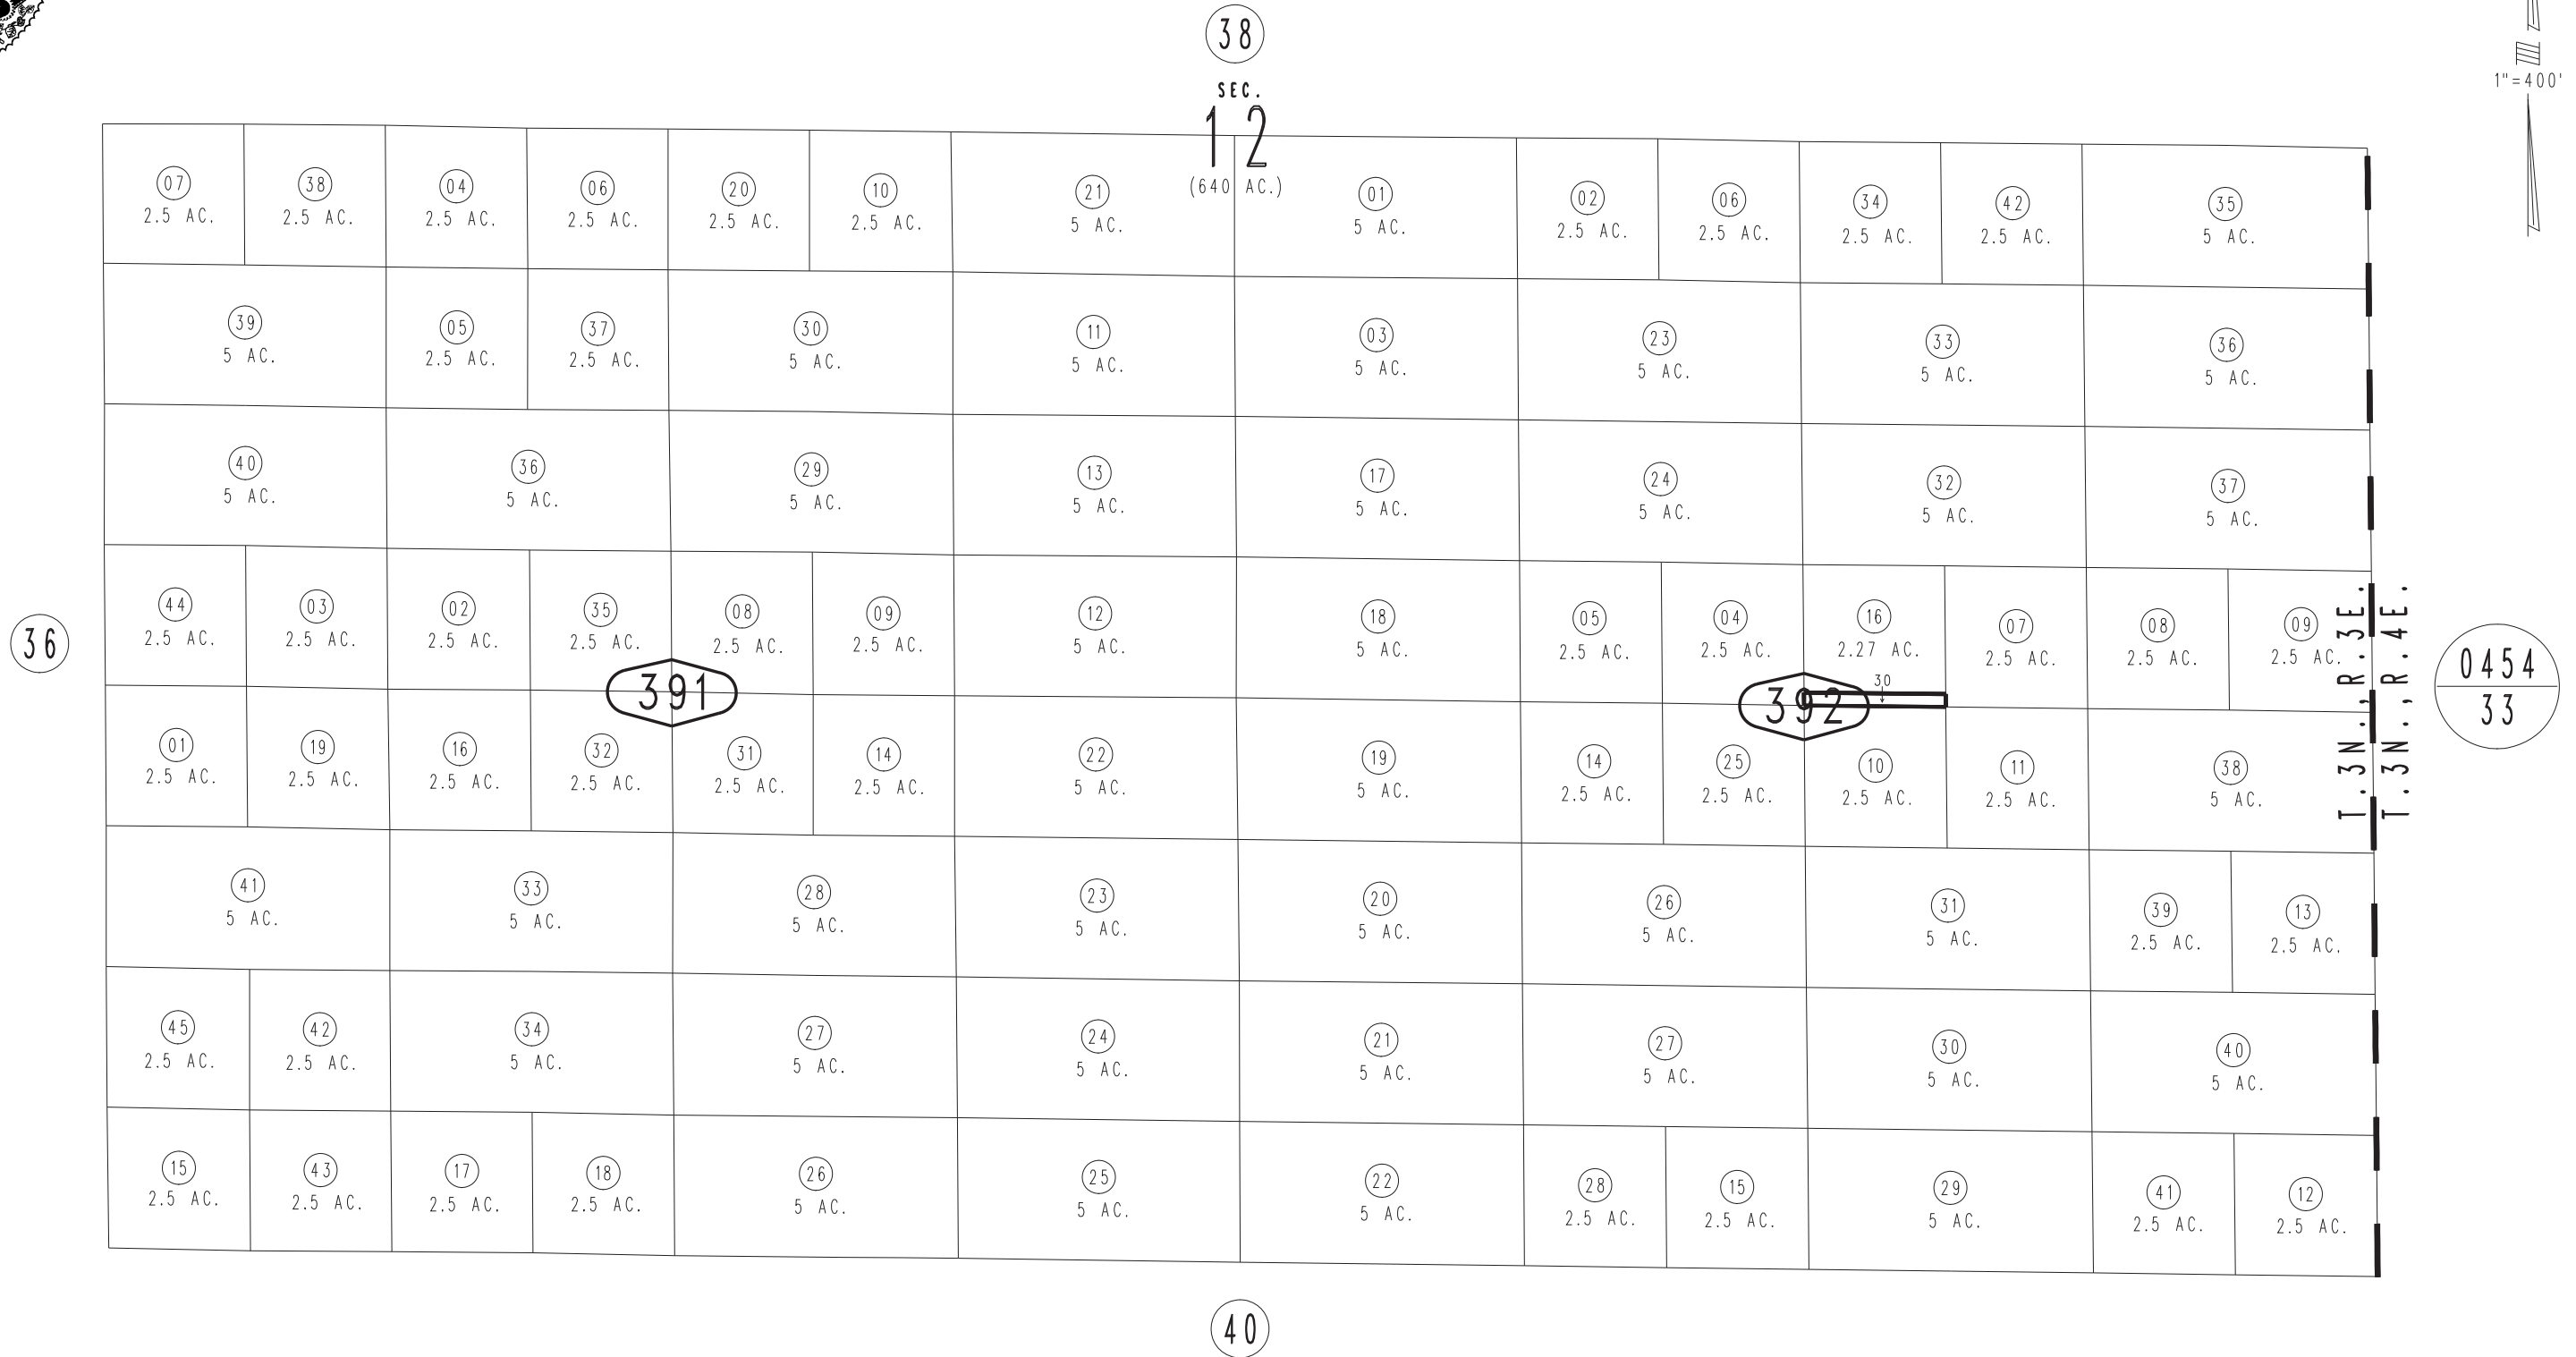 38
SEC.
12
(640 AC.)
1"=400'
07 38 04 06 20 10 21 01 02 06 34 42 35
2.5 AC. 2.5 AC. 2.5 AC. 2.5 AC. 2.5 AC. 2.5 AC. 5 AC. 5 AC. 2.5 AC. 2.5 AC. 2.5 AC. 2.5 AC. 5 AC.
39 05 37 30 11 03 23 33 36
5 AC. 2.5 AC. 2.5 AC. 5 AC. 5 AC. 5 AC. 5 AC. 5 AC. 5 AC.
40 36 29 13 17 24 32 37
5 AC. 5 AC. 5 AC. 5 AC. 5 AC. 5 AC. 5 AC. 5 AC.
44 03 02 35 08 09 12 18 05 04 16 07 08 09
2.5 AC. 2.5 AC. 2.5 AC. 2.5 AC. 2.5 AC. 2.5 AC. 5 AC. 5 AC. 2.5 AC. 2.5 AC. 2.27 AC. 2.5 AC. 2.5 AC. 2.5 AC.
36
391
392
30
T.3N., R.3E.
T.3N., R.4E.
0454
33
01 19 16 32 31 14 22 19 14 25 10 11 38
2.5 AC. 2.5 AC. 2.5 AC. 2.5 AC. 2.5 AC. 2.5 AC. 5 AC. 5 AC. 2.5 AC. 2.5 AC. 2.5 AC. 2.5 AC. 5 AC.
41 33 28 23 20 26 31 39 13
5 AC. 5 AC. 5 AC. 5 AC. 5 AC. 5 AC. 5 AC. 2.5 AC. 2.5 AC.
45 42 34 27 24 21 27 30 40
2.5 AC. 2.5 AC. 5 AC. 5 AC. 5 AC. 5 AC. 5 AC. 5 AC. 5 AC.
15 43 17 18 26 25 22 28 15 29 41 12
2.5 AC. 2.5 AC. 2.5 AC. 2.5 AC. 5 AC. 5 AC. 5 AC. 2.5 AC. 2.5 AC. 5 AC. 2.5 AC. 2.5 AC.
40